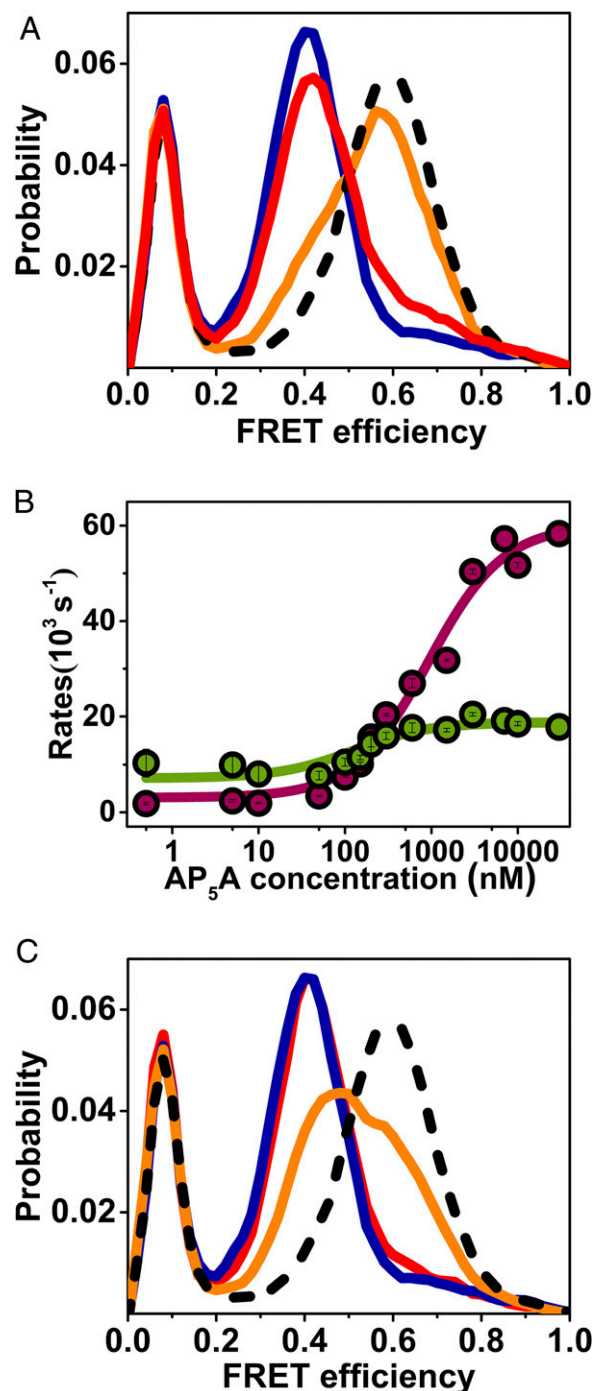 A
0.06
0.04
0.02
Probability
0.0 0.2 0.4 0.6 0.8 1.0
FRET efficiency
B
60
40
20
0
Rates(10³ s⁻¹)
1 10 100 1000 10000
AP₅A concentration (nM)
C
0.06
0.04
0.02
Probability
0.0 0.2 0.4 0.6 0.8 1.0
FRET efficiency